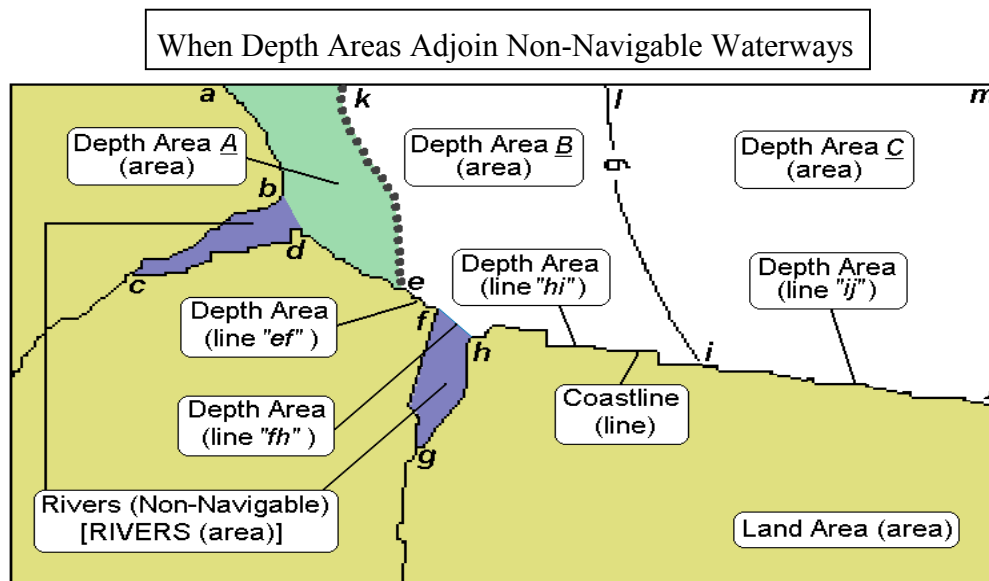 When Depth Areas Adjoin Non-Navigable Waterways
a
k
l
m
Depth Area A
(area)
Depth Area B
(area)
Depth Area C
(area)
6
b
d
c
e
Depth Area
(line "hi")
Depth Area
(line "ij")
Depth Area
(line "ef" )
f
h
i
Depth Area
(line "fh" )
Coastline
(line)
g
Rivers (Non-Navigable)
[RIVERS (area)]
Land Area (area)